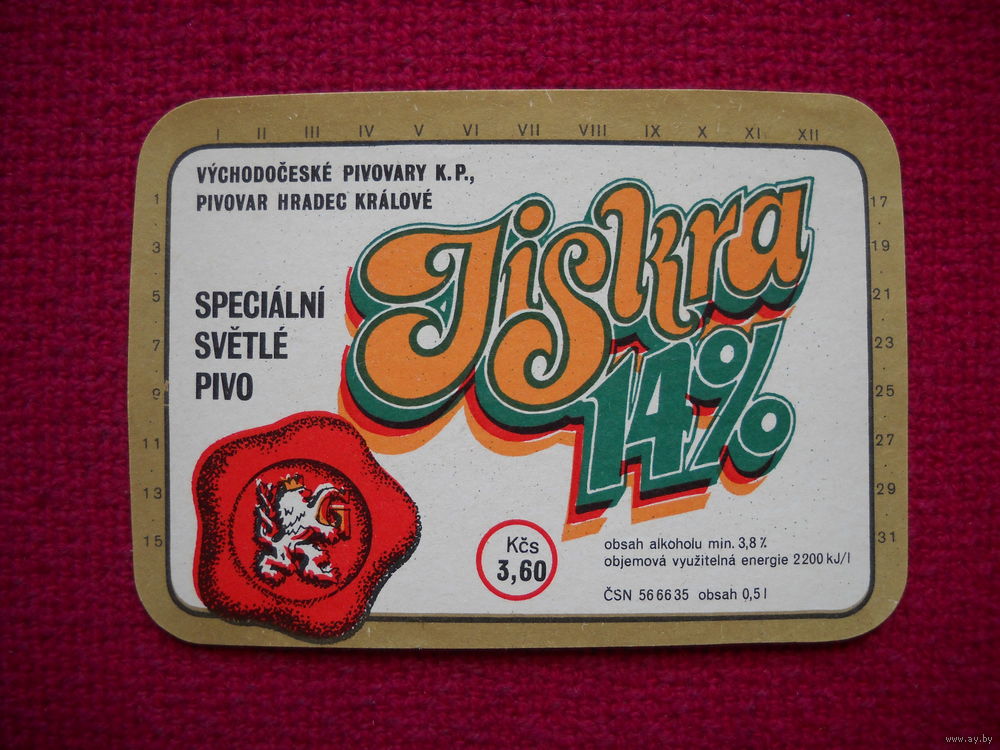 I II III IV V VI VII VIII IX X XI XII
VÝCHODOČESKÉ PIVOVARY K.P.,
PIVOVAR HRADEC KRÁLOVÉ
Jiskra
14%
SPECIÁLNÍ
SVĚTLÉ
PIVO
1
3
5
7
9
11
13
15
17
19
21
23
25
27
29
31
G
Kčs
3,60
obsah alkoholu min. 3,8 %
objemová využitelná energie 2200 kJ/l
ČSN 56 66 35 obsah 0,5 l
www.ay.by